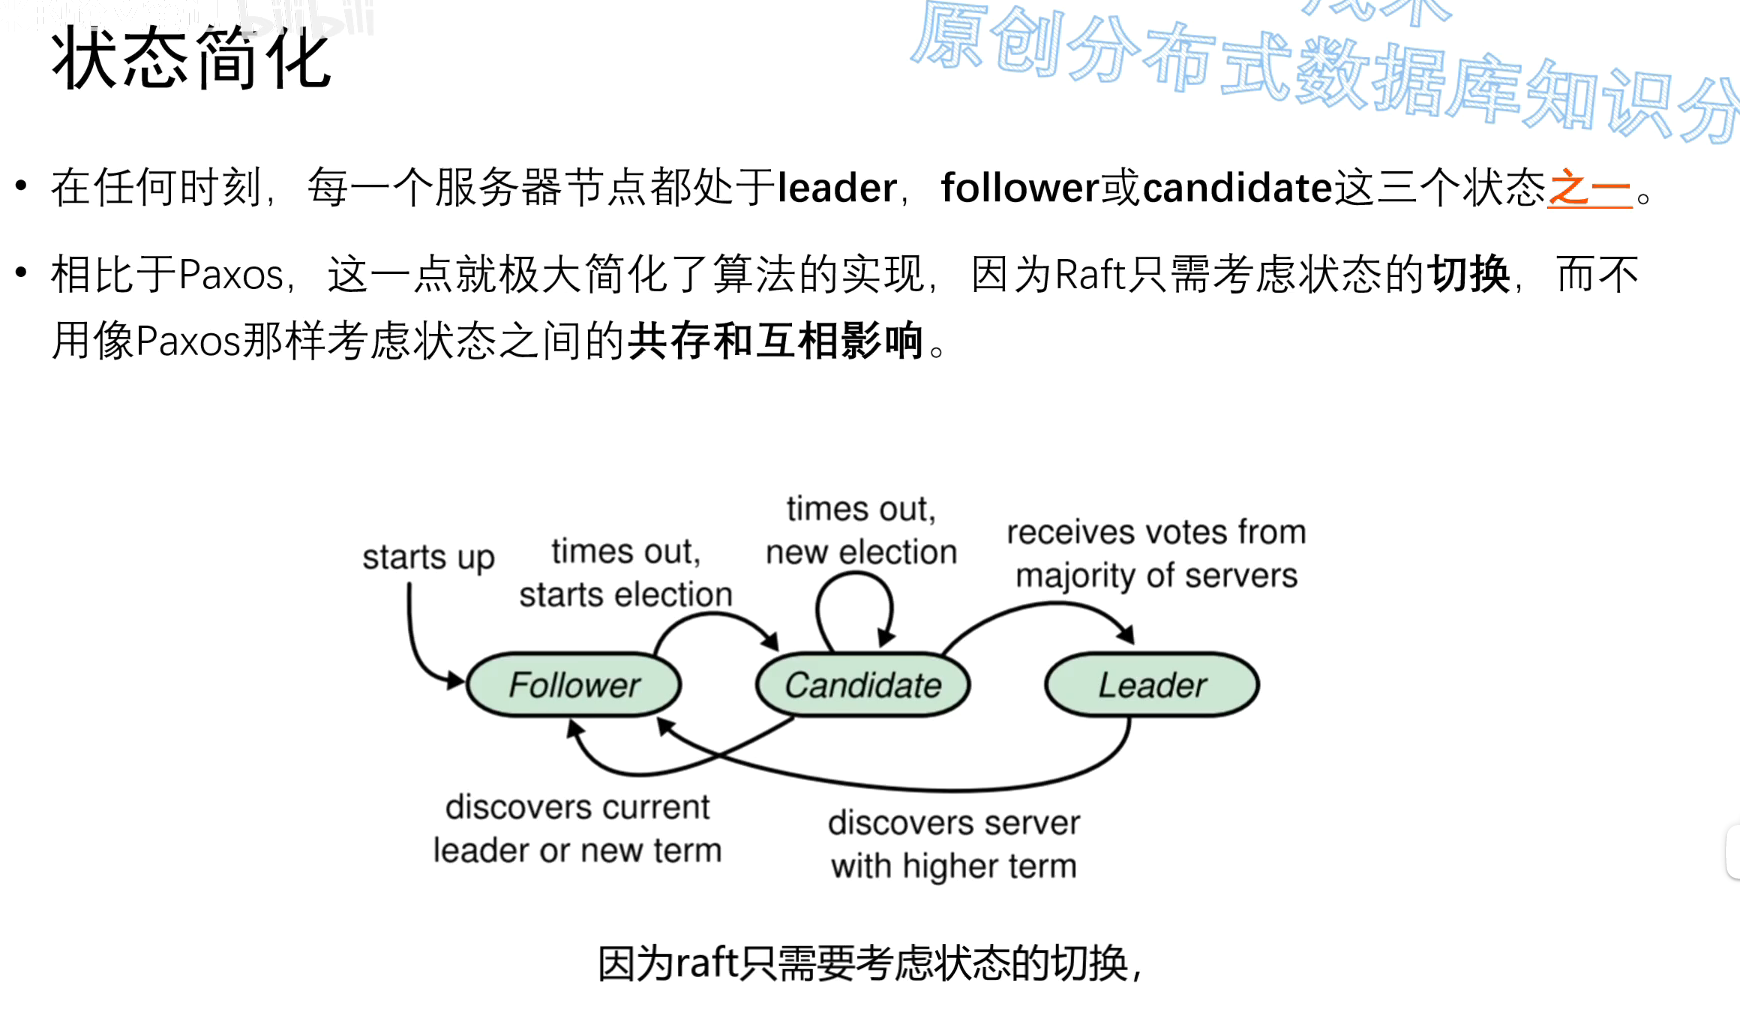 bilibili
状态简化
原创分布式数据库知识分
• 在任何时刻，每一个服务器节点都处于leader，follower或candidate这三个状态之一。
• 相比于Paxos，这一点就极大简化了算法的实现，因为Raft只需考虑状态的切换，而不
用像Paxos那样考虑状态之间的共存和互相影响。
starts up
times out,
starts election
times out,
new election
receives votes from
majority of servers
Follower
Candidate
Leader
discovers current
leader or new term
discovers server
with higher term
因为raft只需要考虑状态的切换，